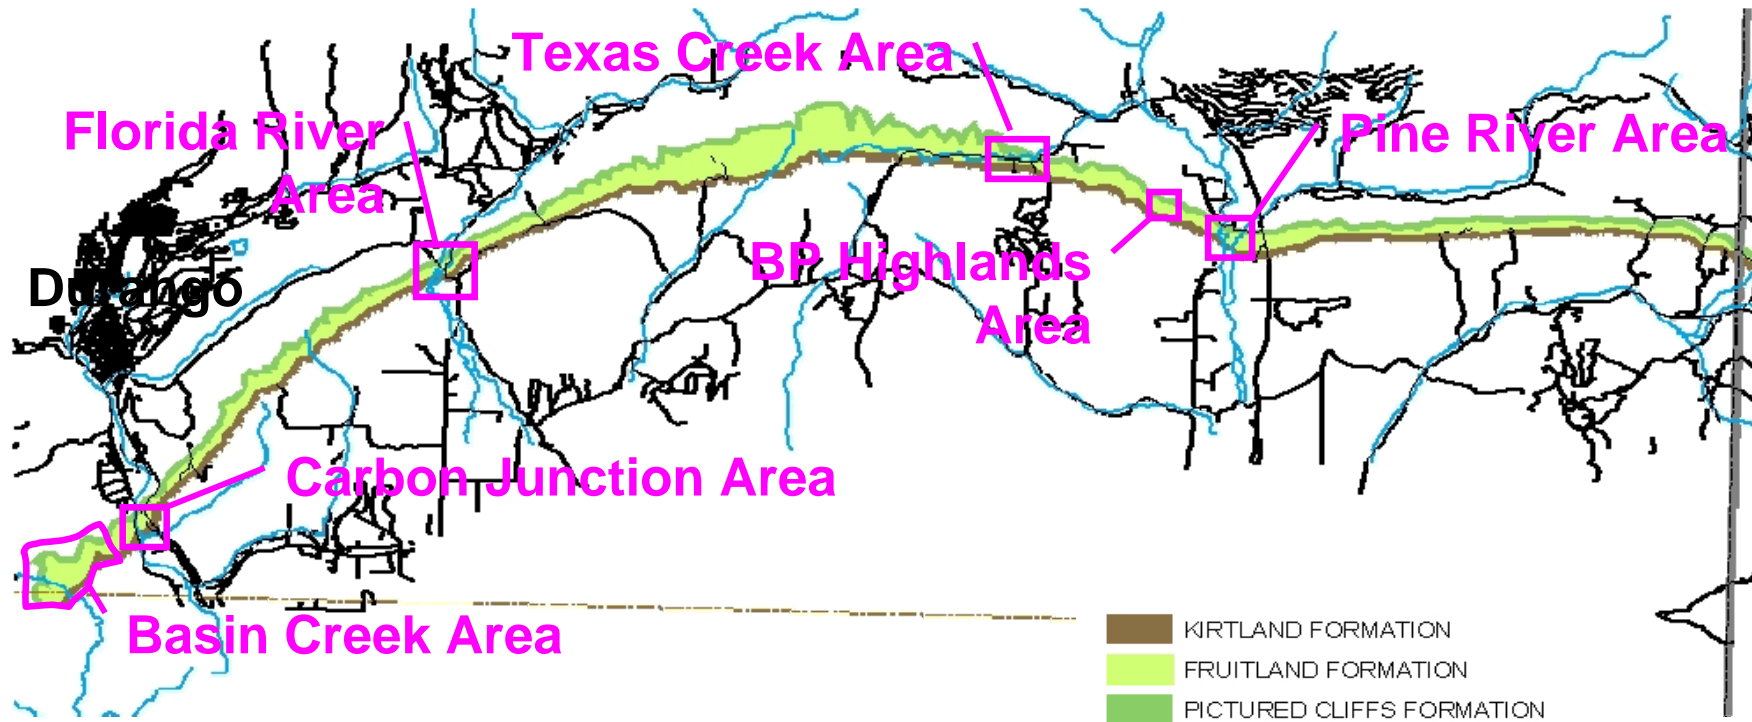 Texas Creek Area
Florida River
Area
Pine River Area
Durango
BP Highlands
Area
Carbon Junction Area
Basin Creek Area
KIRTLAND FORMATION
FRUITLAND FORMATION
PICTURED CLIFFS FORMATION